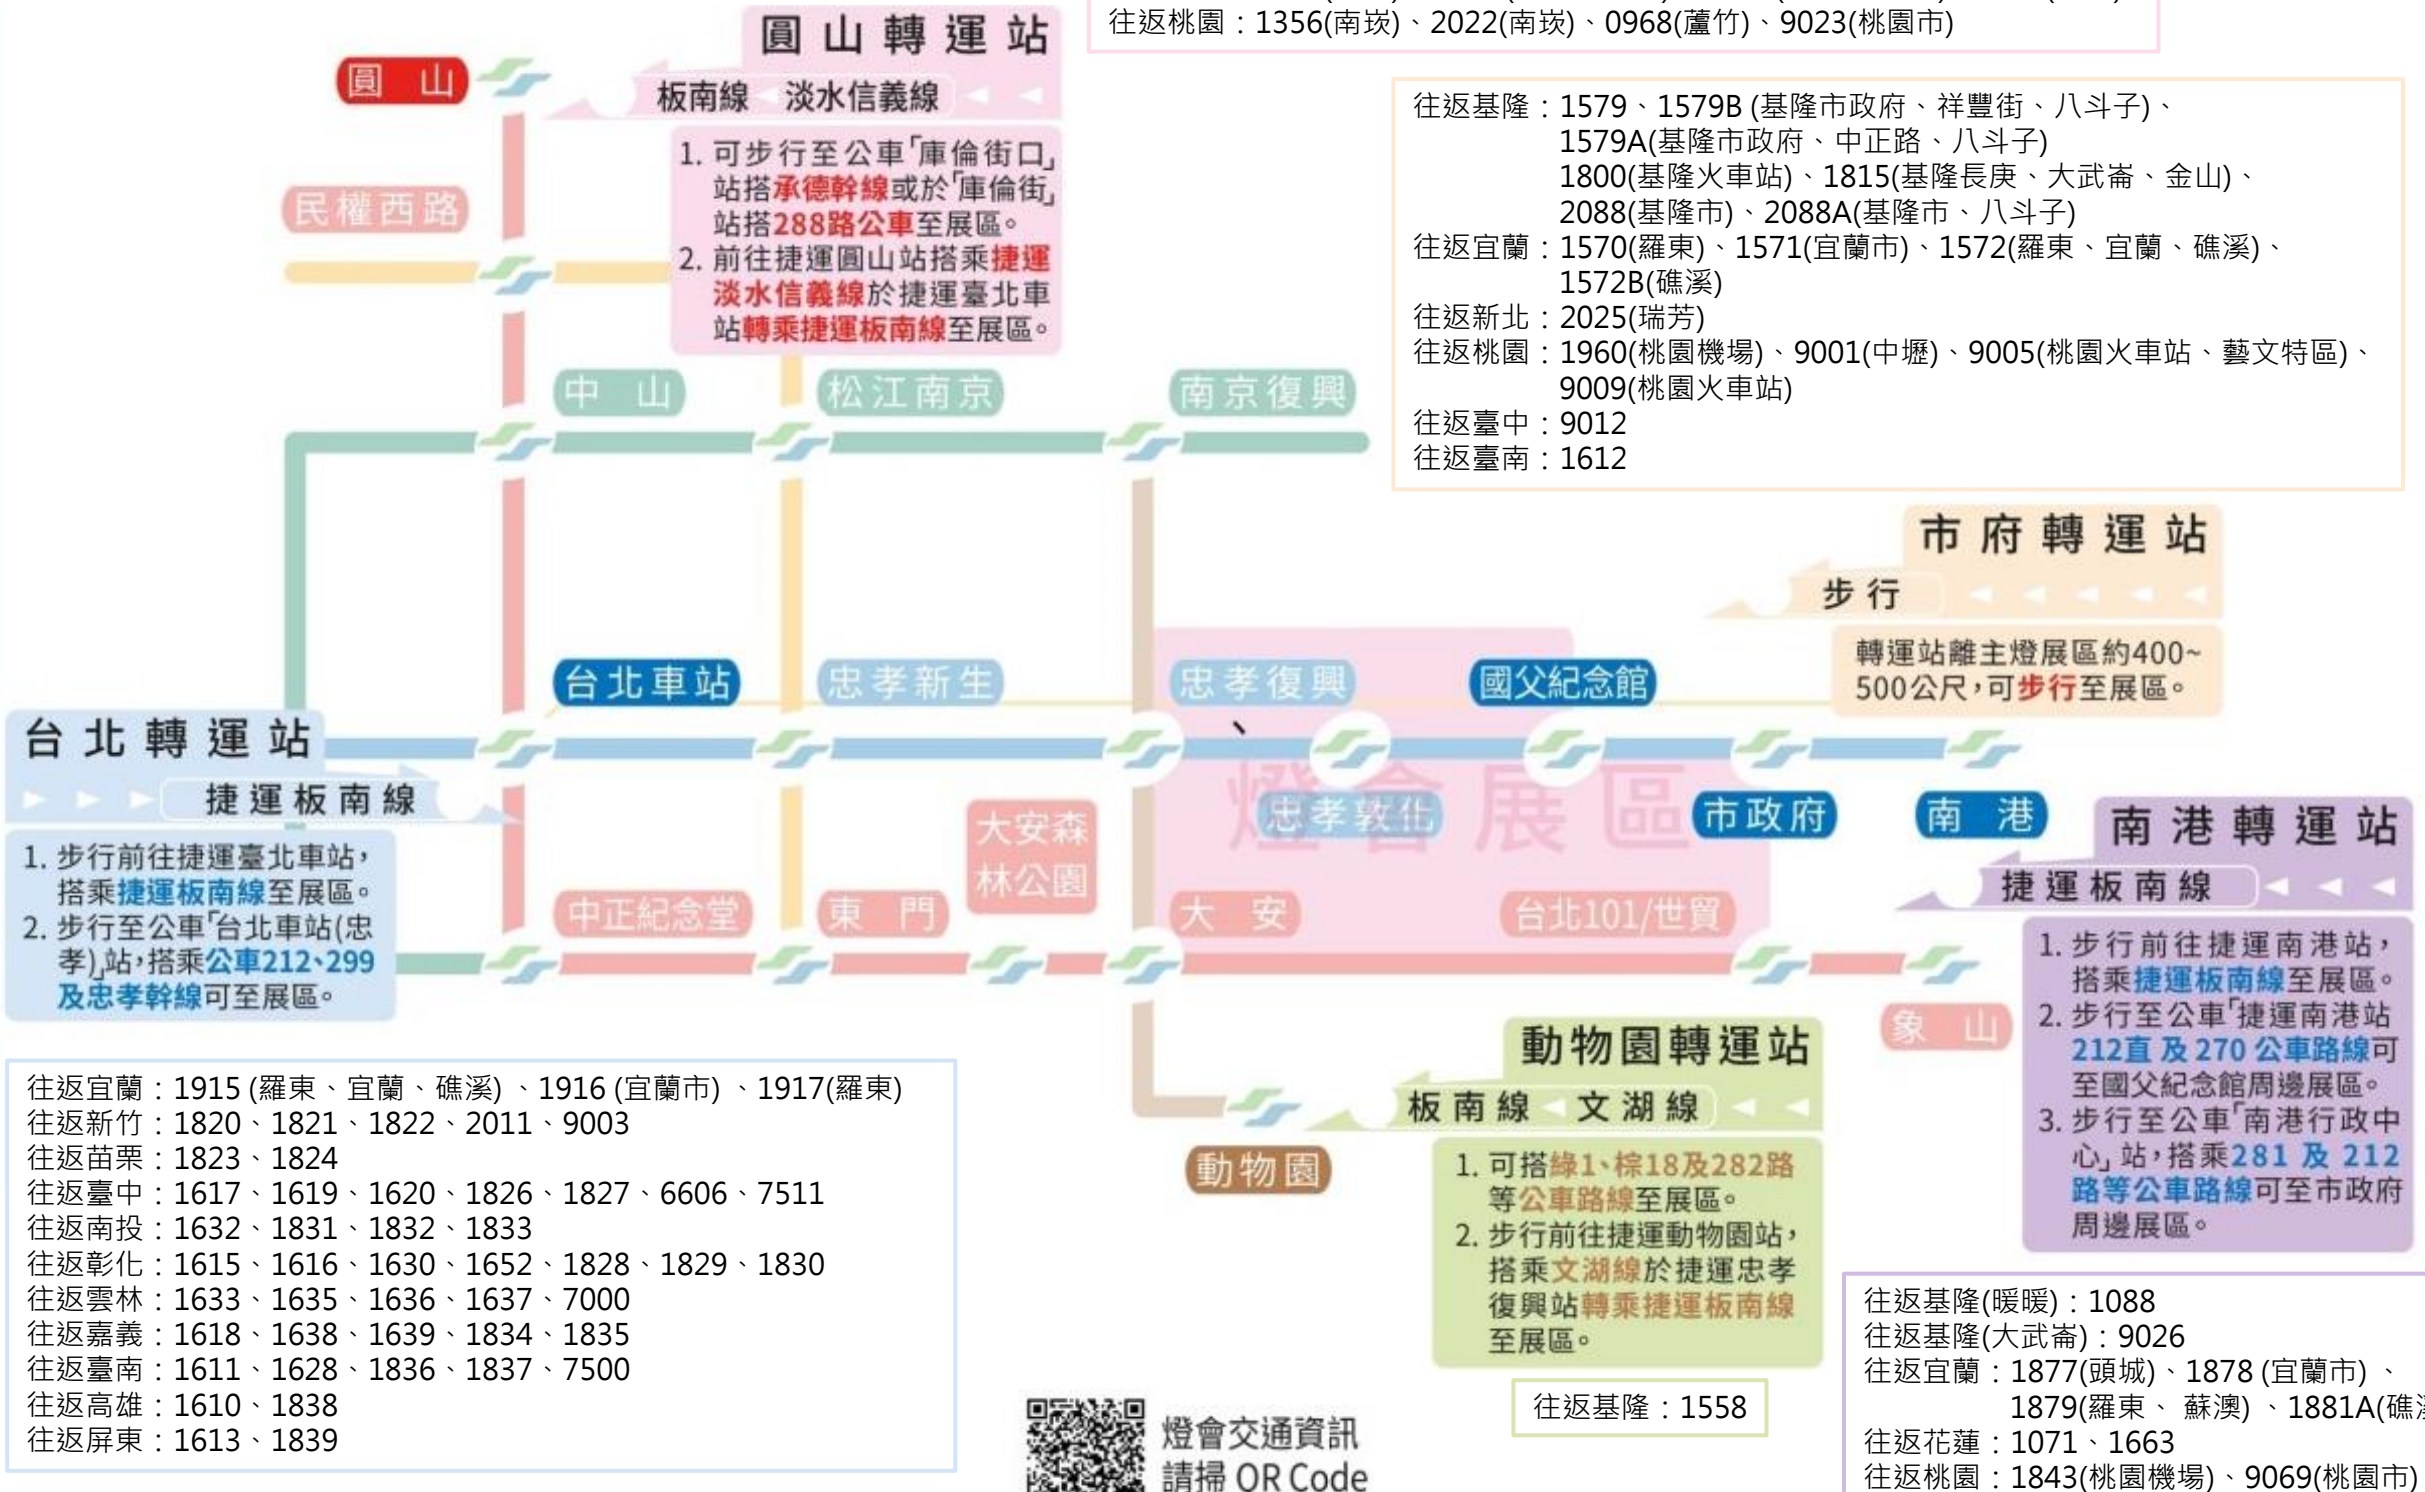 往返桃園：1356(南崁)、2022(南崁)、0968(蘆竹)、9023(桃園市)
圓山轉運站
圓山
板南線 淡水信義線
1. 可步行至公車「庫倫街口」
站搭承德幹線或於「庫倫街」
站搭288路公車至展區。
2. 前往捷運圓山站搭乘捷運
淡水信義線於捷運臺北車
站轉乘捷運板南線至展區。
民權西路
往返基隆：1579、1579B (基隆市政府、祥豐街、八斗子)、
1579A(基隆市政府、中正路、八斗子)
1800(基隆火車站)、1815(基隆長庚、大武崙、金山)、
2088(基隆市)、2088A(基隆市、八斗子)
往返宜蘭：1570(羅東)、1571(宜蘭市)、1572(羅東、宜蘭、礁溪)、
1572B(礁溪)
往返新北：2025(瑞芳)
往返桃園：1960(桃園機場)、9001(中壢)、9005(桃園火車站、藝文特區)、
9009(桃園火車站)
往返臺中：9012
往返臺南：1612
中山
松江南京
南京復興
市府轉運站
步行
轉運站離主燈展區約400~
500公尺，可步行至展區。
台北車站
忠孝新生
忠孝復興
國父紀念館
、
燈會展區
忠孝敦化
市政府
南港
台北轉運站
捷運板南線
1. 步行前往捷運臺北車站，
搭乘捷運板南線至展區。
2. 步行至公車「台北車站(忠
孝)」站，搭乘公車212、299
及忠孝幹線可至展區。
大安森
林公園
中正紀念堂
東門
大安
台北101/世貿
象山
南港轉運站
捷運板南線
1. 步行前往捷運南港站，
搭乘捷運板南線至展區。
2. 步行至公車「捷運南港站
212直 及 270 公車路線可
至國父紀念館周邊展區。
3. 步行至公車「南港行政中
心」站，搭乘281 及 212
路等公車路線可至市政府
周邊展區。
動物園轉運站
板南線 文湖線
動物園
1. 可搭綠1、棕18及282路
等公車路線至展區。
2. 步行前往捷運動物園站，
搭乘文湖線於捷運忠孝
復興站轉乘捷運板南線
至展區。
往返基隆：1558
往返宜蘭：1915 (羅東、宜蘭、礁溪) 、1916 (宜蘭市) 、1917(羅東)
往返新竹：1820、1821、1822、2011、9003
往返苗栗：1823、1824
往返臺中：1617、1619、1620、1826、1827、6606、7511
往返南投：1632、1831、1832、1833
往返彰化：1615、1616、1630、1652、1828、1829、1830
往返雲林：1633、1635、1636、1637、7000
往返嘉義：1618、1638、1639、1834、1835
往返臺南：1611、1628、1836、1837、7500
往返高雄：1610、1838
往返屏東：1613、1839
燈會交通資訊
請掃 QR Code
往返基隆(暖暖)：1088
往返基隆(大武崙)：9026
往返宜蘭：1877(頭城)、1878 (宜蘭市) 、
1879(羅東、 蘇澳) 、1881A(礁
往返花蓮：1071、1663
往返桃園：1843(桃園機場)、9069(桃園市)